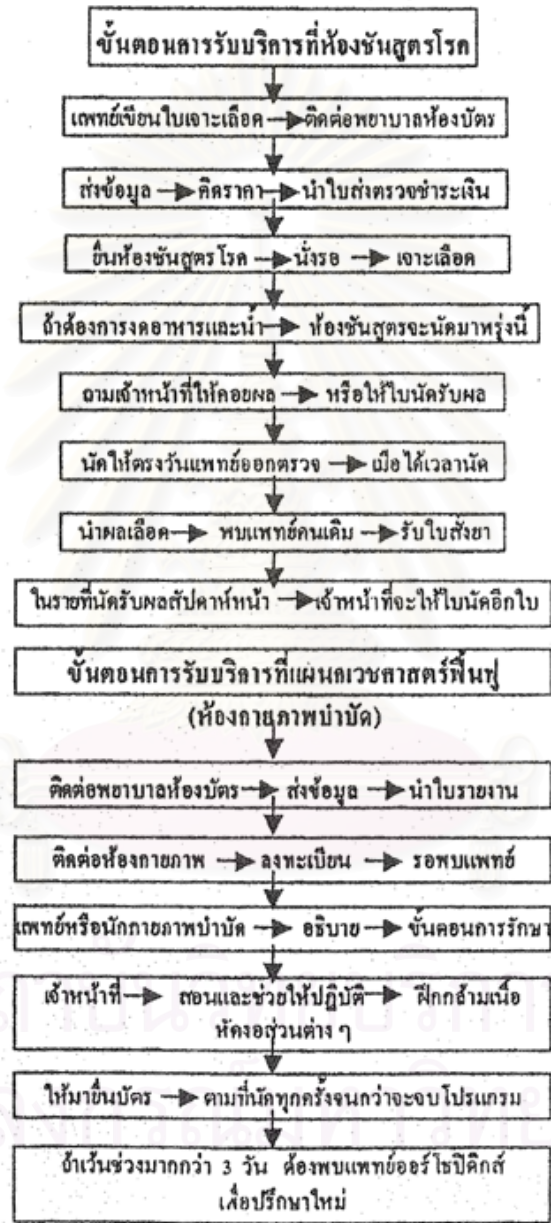 ขั้นตอนการรับบริการที่ห้องชันสูตรโรค
แพทย์เขียนใบเจาะเลือด → ติดต่อพยาบาลห้องบัตร
ส่งข้อมูล → คิดราคา → นำใบส่งตรวจชำระเงิน
ยื่นห้องชันสูตรโรค → นั่งรอ → เจาะเลือด
ถ้าต้องการงดอาหารและน้ำ → ห้องชันสูตรจะนัดมาพรุ่งนี้
ถามเจ้าหน้าที่ให้คอยผล → หรือให้ใบนัดรับผล
นัดให้ตรงวันแพทย์ออกตรวจ → เมื่อได้เวลานัด
นำผลเลือด → พบแพทย์คนเดิม → รับใบสั่งยา
ในรายที่นัดรับผลสัปดาห์หน้า → เจ้าหน้าที่จะให้ใบนัดอีกใบ
ขั้นตอนการรับบริการที่แผนกเวชศาสตร์ฟื้นฟู
(ห้องกายภาพบำบัด)
ติดต่อพยาบาลห้องบัตร → ส่งข้อมูล → นำใบรายงาน
ติดต่อห้องกายภาพ → ลงทะเบียน → รอพบแพทย์
แพทย์หรือนักกายภาพบำบัด → อธิบาย → ขั้นตอนการรักษา
เจ้าหน้าที่ → สอนและช่วยให้ปฏิบัติ → ฝึกกล้ามเนื้อ
หัดงอส่วนต่าง ๆ
ให้มายื่นบัตร → ตามที่นัดทุกครั้งจนกว่าจะจบโปรแกรม
ถ้าเว้นช่วงมากกว่า 3 วัน ต้องพบแพทย์ออร์โธปิดิกส์
เพื่อปรึกษาใหม่